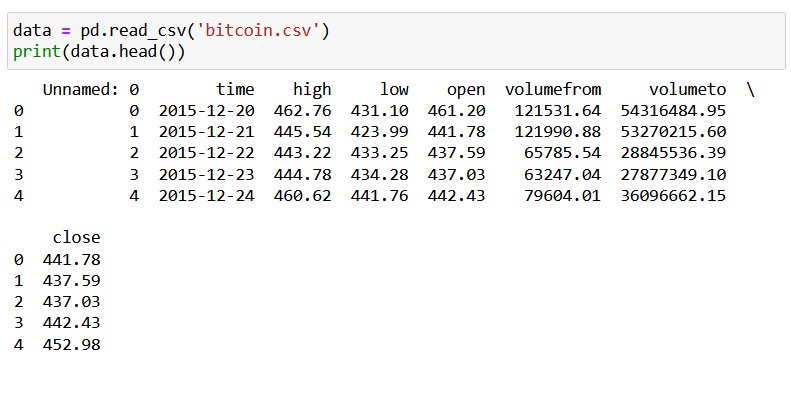 data = pd.read_csv('bitcoin.csv')
print(data.head())
   Unnamed: 0        time    high     low    open  volumefrom     volumeto  \
0           0  2015-12-20  462.76  431.10  461.20   121531.64  54316484.95
1           1  2015-12-21  445.54  423.99  441.78   121990.88  53270215.60
2           2  2015-12-22  443.22  433.25  437.59    65785.54  28845536.39
3           3  2015-12-23  444.78  434.28  437.03    63247.04  27877349.10
4           4  2015-12-24  460.62  441.76  442.43    79604.01  36096662.15
    close
0  441.78
1  437.59
2  437.03
3  442.43
4  452.98